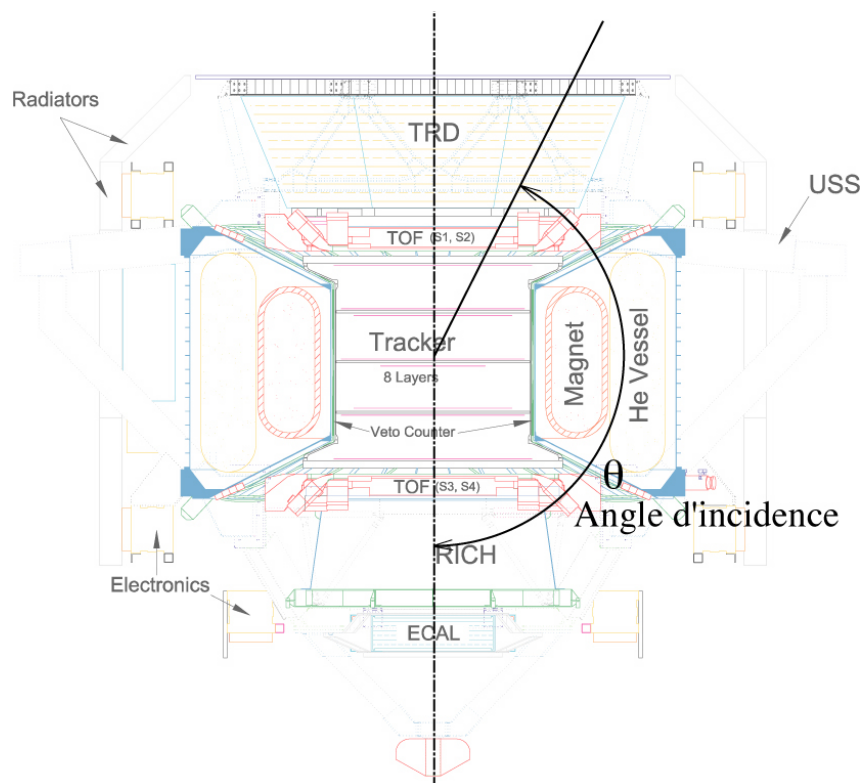 Radiators
TRD
USS
TOF (S1, S2)
Tracker
8 Layers
Magnet
He Vessel
Veto Counter
TOF (S3, S4)
θ
Angle d'incidence
RICH
Electronics
ECAL